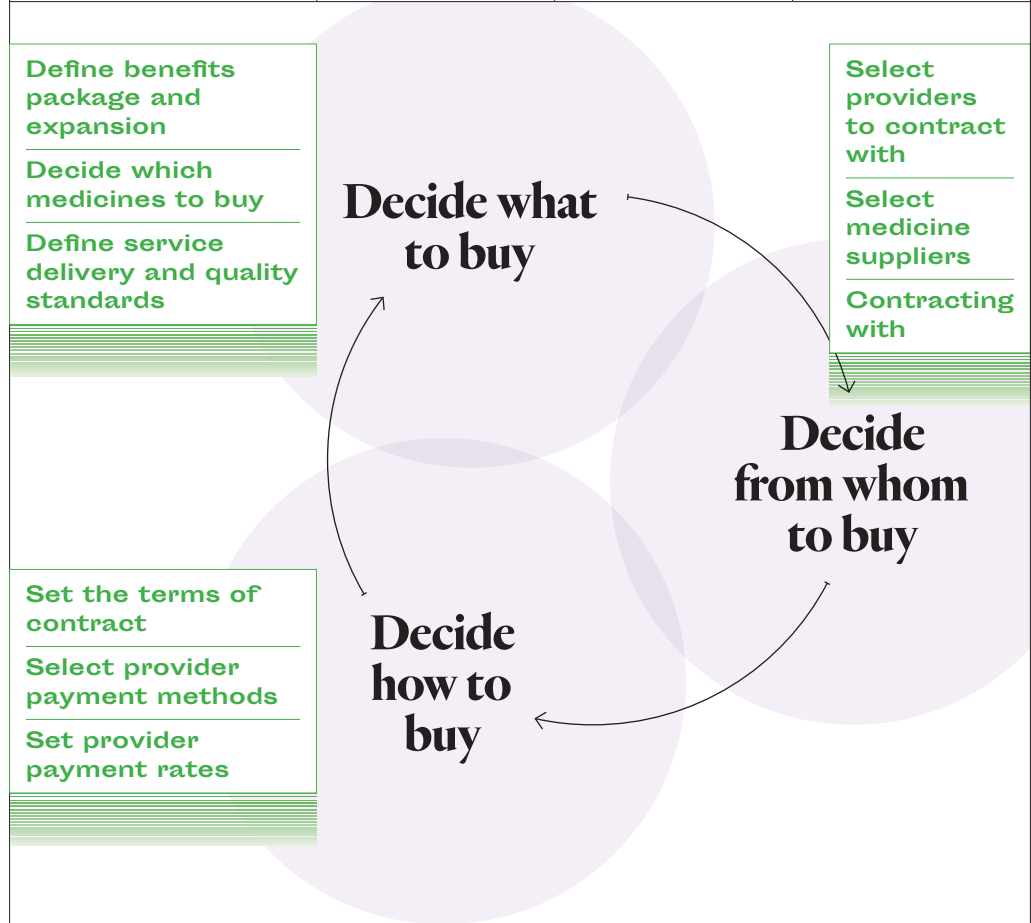 Define benefits
package and
expansion
Decide which
medicines to buy
Define service
delivery and quality
standards
Decide what
to buy
Select
providers
to contract
with
Select
medicine
suppliers
Contracting
with
Decide
from whom
to buy
Set the terms of
contract
Select provider
payment methods
Set provider
payment rates
Decide
how to
buy